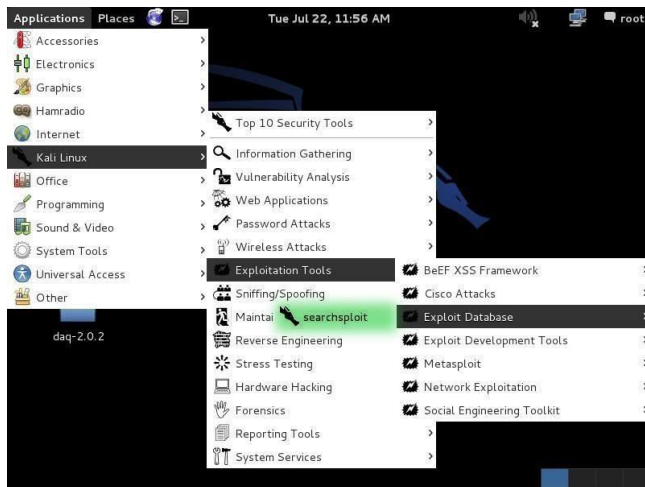 Applications Places Tue Jul 22, 11:56 AM root
Accessories
Electronics
Graphics
Hamradio
Internet
Kali Linux
Office
Programming
Sound & Video
System Tools
Universal Access
Other
daq-2.0.2
Top 10 Security Tools
Information Gathering
Vulnerability Analysis
Web Applications
Password Attacks
Wireless Attacks
Exploitation Tools
Sniffing/Spoofing
Maintai
searchsploit
Reverse Engineering
Stress Testing
Hardware Hacking
Forensics
Reporting Tools
System Services
BeEF XSS Framework
Cisco Attacks
Exploit Database
Exploit Development Tools
Metasploit
Network Exploitation
Social Engineering Toolkit